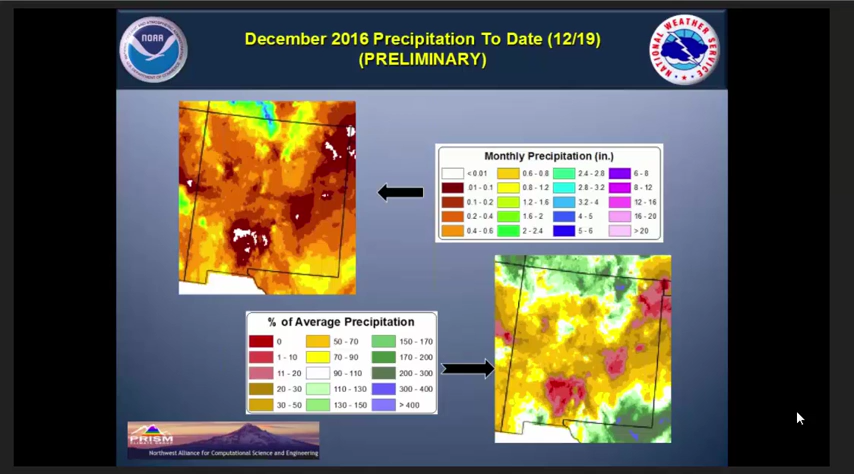 December 2016 Precipitation To Date (12/19)
(PRELIMINARY)
NOAA
NATIONAL WEATHER SERVICE
Monthly Precipitation (in.)
< 0.01 0.6 - 0.8 2.4 - 2.8 6 - 8
.01 - 0.1 0.8 - 1.2 2.8 - 3.2 8 - 12
0.1 - 0.2 1.2 - 1.6 3.2 - 4 12 - 16
0.2 - 0.4 1.6 - 2 4 - 5 16 - 20
0.4 - 0.6 2 - 2.4 5 - 6 > 20
% of Average Precipitation
0 50 - 70 150 - 170
1 - 10 70 - 90 170 - 200
11 - 20 90 - 110 200 - 300
20 - 30 110 - 130 300 - 400
30 - 50 130 - 150 > 400
PRISM
Northwest Alliance for Computational Science and Engineering